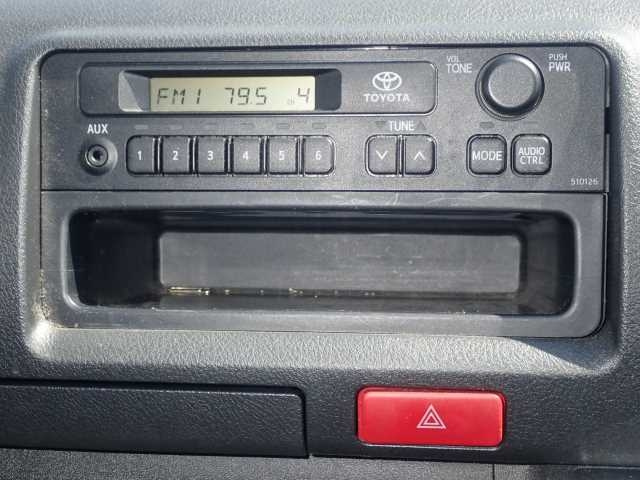 VOL
TONE
PUSH
PWR
FM1 79.5 CH 4
TOYOTA
AUX
TUNE
1 2 3 4 5 6
MODE
AUDIO
CTRL
510126